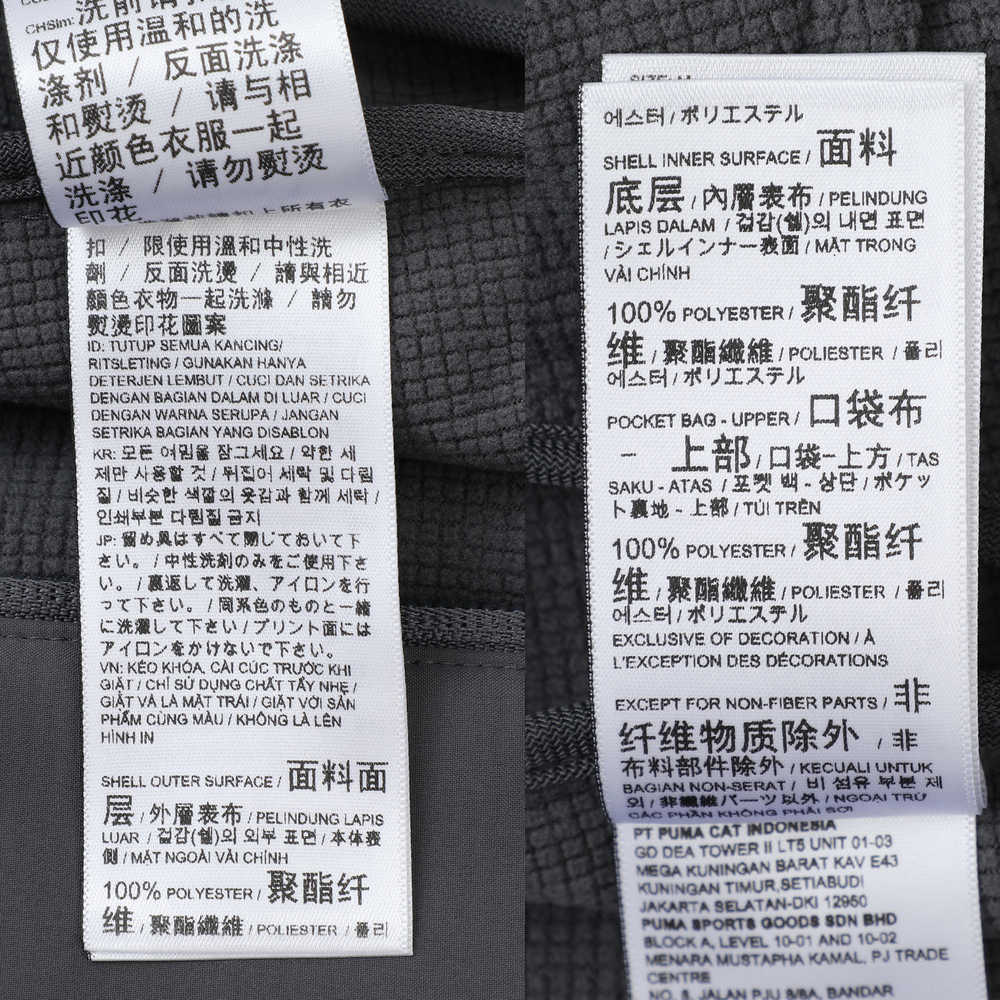 CHSim: 洗前请
仅使用温和的洗
涤剂 / 反面洗涤
和熨烫 / 请与相
近颜色衣服一起
洗涤 / 请勿熨烫
印花
扣 / 限使用溫和中性洗
劑 / 反面洗燙 / 請與相近
顏色衣物一起洗滌 / 請勿
熨燙印花圖案
ID: TUTUP SEMUA KANCING/
RITSLETING / GUNAKAN HANYA
DETERJEN LEMBUT / CUCI DAN SETRIKA
DENGAN BAGIAN DALAM DI LUAR / CUCI
DENGAN WARNA SERUPA / JANGAN
SETRIKA BAGIAN YANG DISABLON
KR: 모든 여밈을 잠그세요 / 약한 세
제만 사용할 것 / 뒤집어 세탁 및 다림
질 / 비슷한 색깔의 옷감과 함께 세탁 /
인쇄부분 다림질 금지
JP: 留め具はすべて閉じておいて下
さい。 / 中性洗剤のみをご使用下さ
い。 / 裏返して洗濯、アイロンを行
って下さい。 / 同系色のものと一緒
に洗濯して下さい / プリント面には
アイロンをかけないで下さい。
VN: KÉO KHÓA, CÀI CÚC TRƯỚC KHI
GIẶT / CHỈ SỬ DỤNG CHẤT TẨY NHẸ /
GIẶT VÀ LÀ MẶT TRÁI / GIẶT VỚI SẢN
PHẨM CÙNG MÀU / KHÔNG LÀ LÊN
HÌNH IN
SHELL OUTER SURFACE / 面料面
层 / 外層表布 / PELINDUNG LAPIS
LUAR / 겉감(쉘)의 외부 표면 / 本体表
側 / MẶT NGOÀI VẢI CHÍNH
100% POLYESTER / 聚酯纤
维 / 聚酯纖維 / POLIESTER / 폴리
에스터 / ポリエステル
SHELL INNER SURFACE / 面料
底层 / 內層表布 / PELINDUNG
LAPIS DALAM / 겉감(쉘)의 내면 표면
/ シェルインナー表面 / MẶT TRONG
VẢI CHÍNH
100% POLYESTER / 聚酯纤
维 / 聚酯纖維 / POLIESTER / 폴리
에스터 / ポリエステル
POCKET BAG - UPPER / 口袋布
- 上部 / 口袋-上方 / TAS
SAKU - ATAS / 포켓 백 - 상단 / ポケッ
ト裏地 - 上部 / TÚI TRÊN
100% POLYESTER / 聚酯纤
维 / 聚酯纖維 / POLIESTER / 폴리
에스터 / ポリエステル
EXCLUSIVE OF DECORATION / À
L'EXCEPTION DES DÉCORATIONS
EXCEPT FOR NON-FIBER PARTS / 非
纤维物质除外 / 非
布料部件除外 / KECUALI UNTUK
BAGIAN NON-SERAT / 비 섬유 부분 제
외 / 非繊維パーツ以外 / NGOẠI TRỪ
CÁC PHẦN KHÔNG PHẢI SỢI
PT PUMA CAT INDONESIA
GD DEA TOWER II LT5 UNIT 01-03
MEGA KUNINGAN BARAT KAV E43
KUNINGAN TIMUR,SETIABUDI
JAKARTA SELATAN-DKI 12950
PUMA SPORTS GOODS SDN BHD
BLOCK A, LEVEL 10-01 AND 10-02
MENARA MUSTAPHA KAMAL, PJ TRADE
CENTRE
NO. 8, JALAN PJU 8/8A, BANDAR